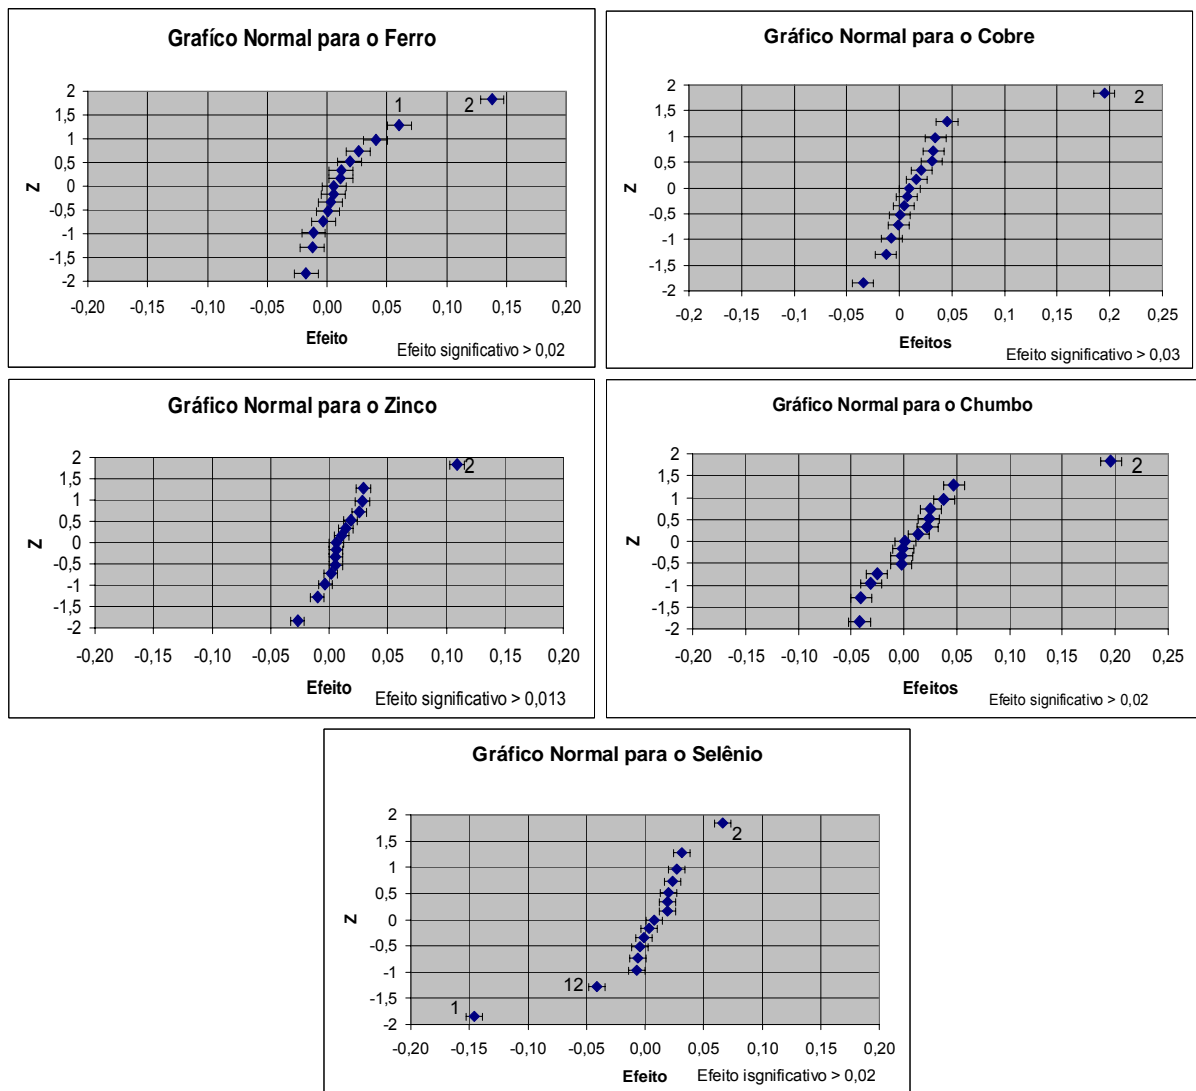 Grafíco Normal para o Ferro
2
1,5
1
0,5
0
-0,5
-1
-1,5
-2
Z
1
2
-0,20 -0,15 -0,10 -0,05 0,00 0,05 0,10 0,15 0,20
Efeito
Efeito significativo > 0,02
Gráfico Normal para o Cobre
2
1,5
1
0,5
0
-0,5
-1
-1,5
-2
Z
2
-0,2 -0,15 -0,1 -0,05 0 0,05 0,1 0,15 0,2 0,25
Efeitos
Efeito significativo > 0,03
Gráfico Normal para o Zinco
2
1,5
1
0,5
0
-0,5
-1
-1,5
-2
Z
2
-0,20 -0,15 -0,10 -0,05 0,00 0,05 0,10 0,15 0,20
Efeito
Efeito significativo > 0,013
Gráfico Normal para o Chumbo
2
1,5
1
0,5
0
-0,5
-1
-1,5
-2
Z
2
-0,20 -0,15 -0,10 -0,05 0,00 0,05 0,10 0,15 0,20 0,25
Efeitos
Efeito significativo > 0,02
Gráfico Normal para o Selênio
2
1,5
1
0,5
0
-0,5
-1
-1,5
-2
Z
2
12
1
-0,20 -0,15 -0,10 -0,05 0,00 0,05 0,10 0,15 0,20
Efeito
Efeito isgnificativo > 0,02